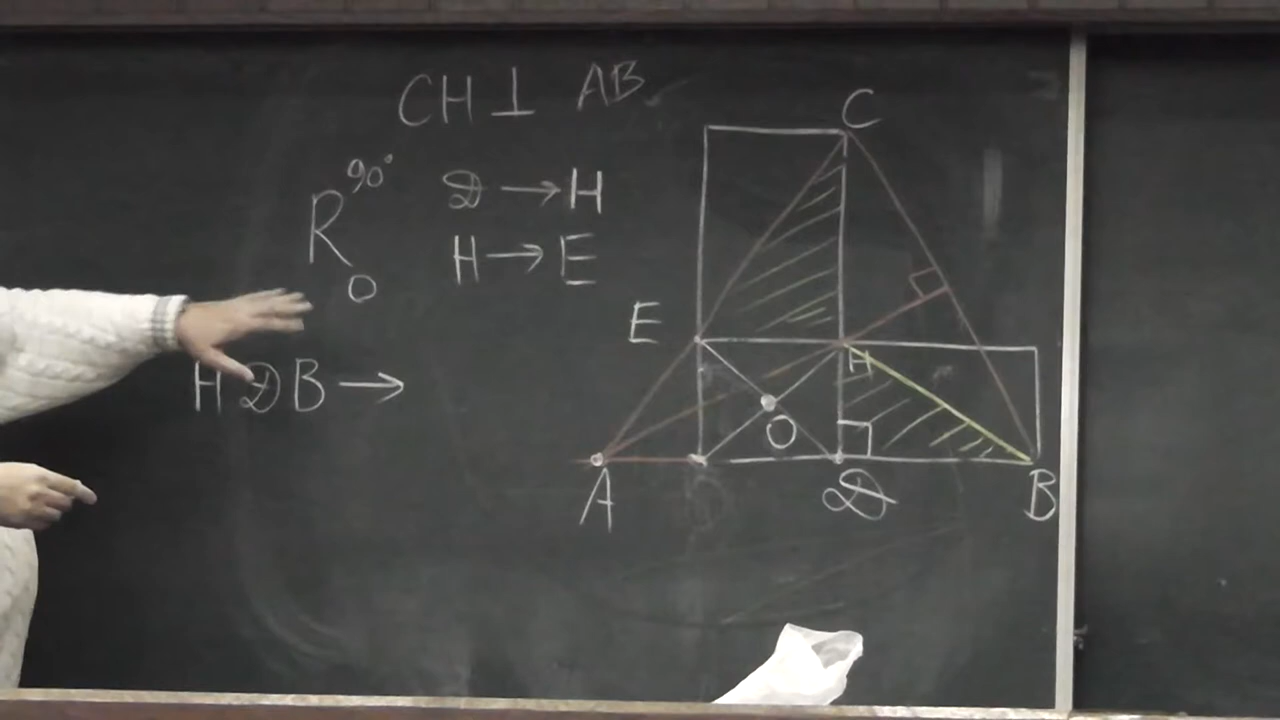 CH ⊥ AB
R 90° O
D → H
H → E
HDB →
C
E
H
O
A
D
B